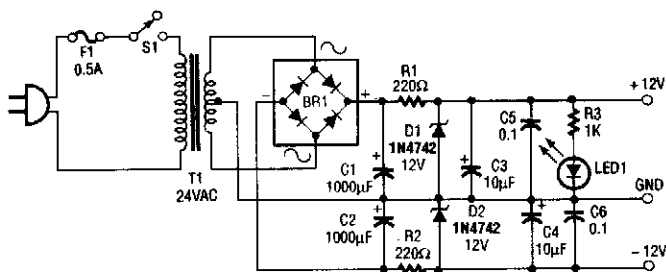 F1
0.5A
S1
T1
24VAC
BR1
-
+
R1
220Ω
+12V
D1
1N4742
12V
C5
0.1
R3
1K
LED1
C1
1000µF
+
C3
10µF
+
GND
C2
1000µF
+
R2
220Ω
D2
1N4742
12V
C4
10µF
+
C6
0.1
-12V